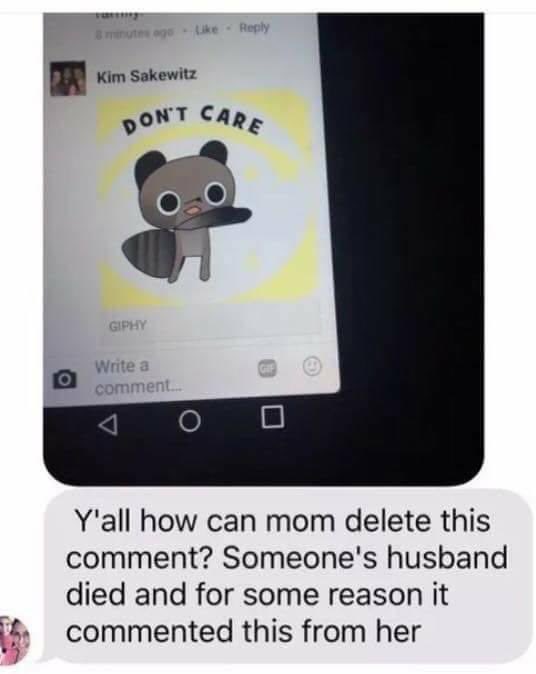 8 minutes ago · Like · Reply
Kim Sakewitz
DON'T CARE
GIPHY
Write a
comment...
GIF
Y'all how can mom delete this
comment? Someone's husband
died and for some reason it
commented this from her